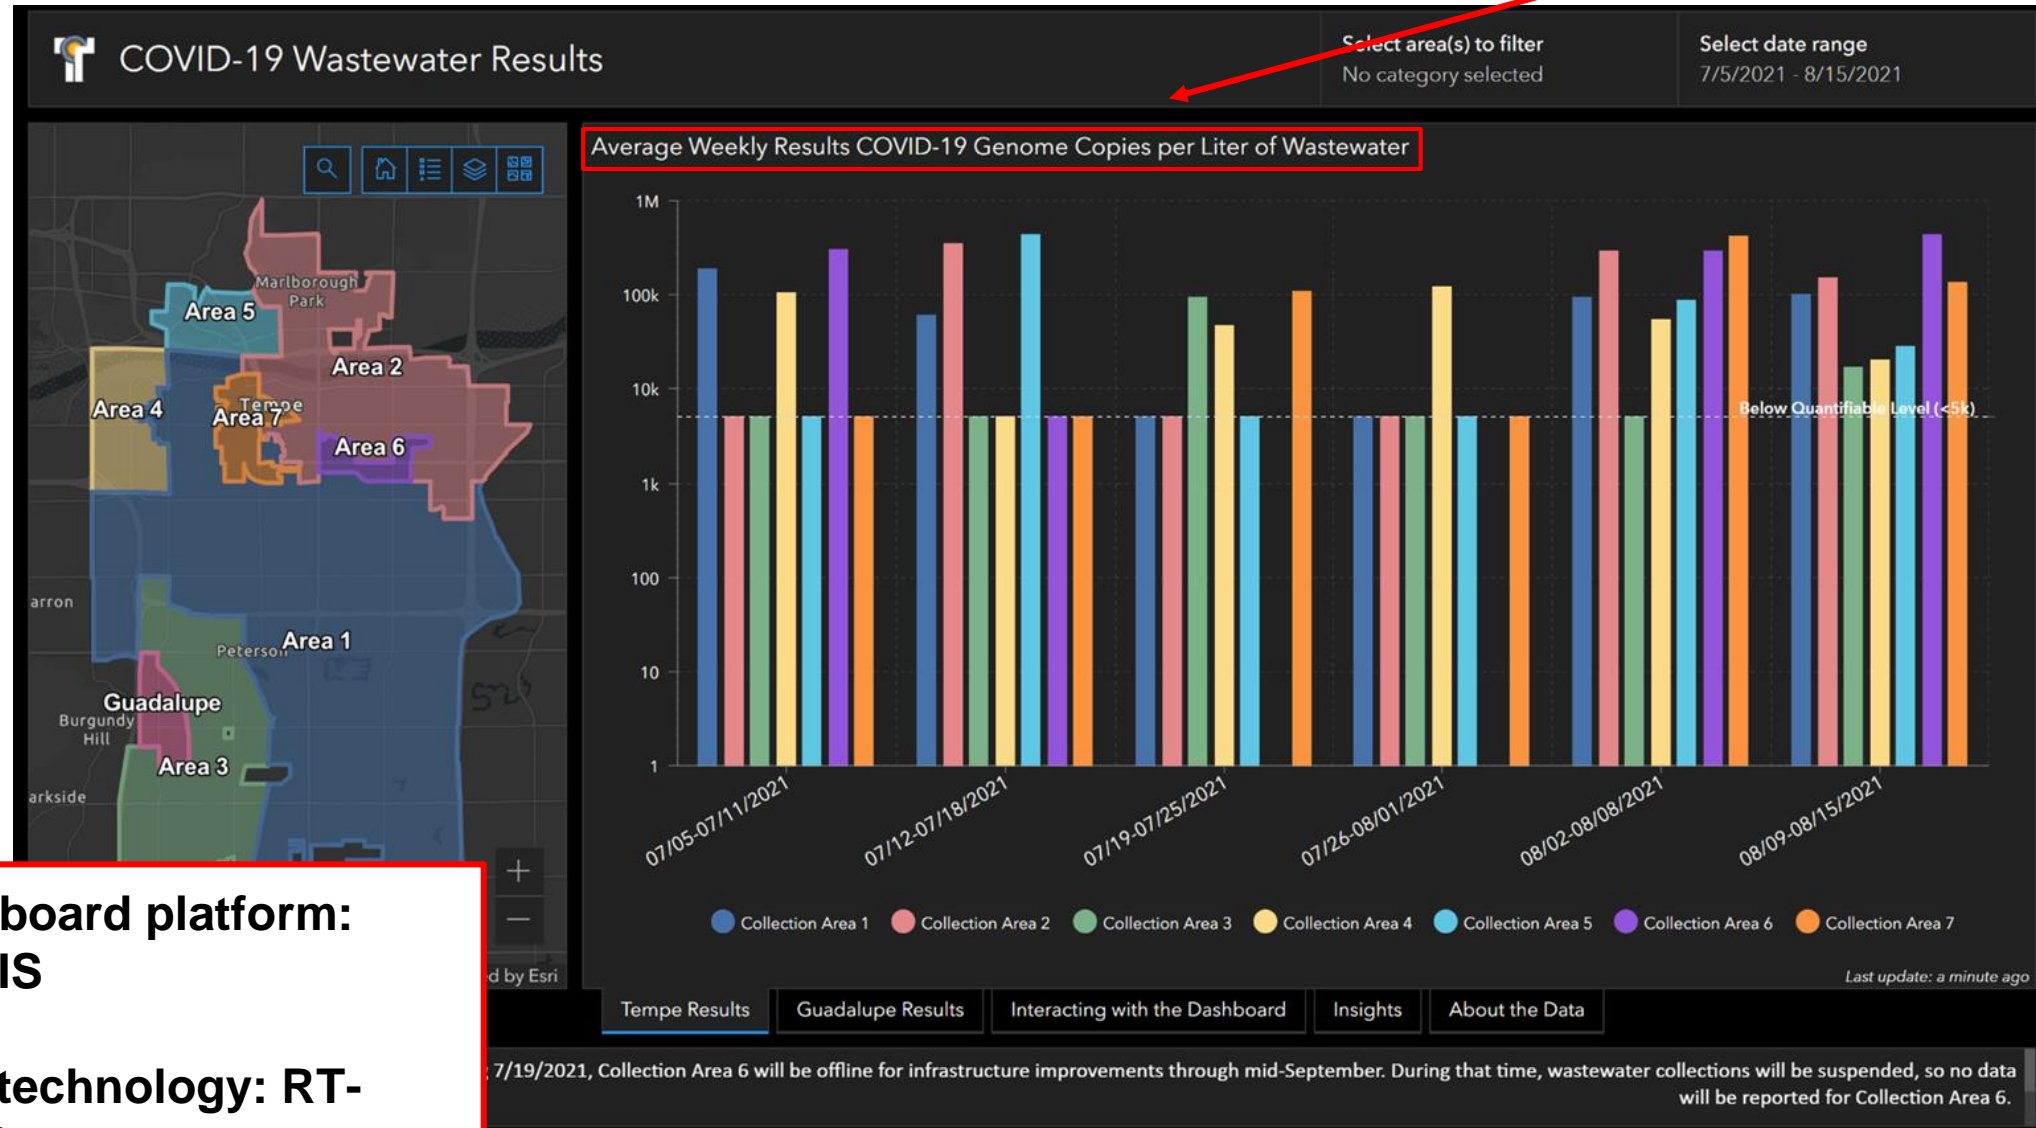 COVID-19 Wastewater Results
Select area(s) to filter
No category selected
Select date range
7/5/2021 - 8/15/2021
Marlborough
Park
Area 5
Area 2
Area 4
Tempe
Area 7
Area 6
Area 1
Guadalupe
Burgundy
Hill
Area 3
Average Weekly Results COVID-19 Genome Copies per Liter of Wastewater
1M
100k
10k
1k
100
10
1
Below Quantifiable Level (<5k)
07/05-07/11/2021
07/12-07/18/2021
07/19-07/25/2021
07/26-08/01/2021
08/02-08/08/2021
08/09-08/15/2021
Collection Area 1
Collection Area 2
Collection Area 3
Collection Area 4
Collection Area 5
Collection Area 6
Collection Area 7
by Esri
Last update: a minute ago
Tempe Results
Guadalupe Results
Interacting with the Dashboard
Insights
About the Data
7/19/2021, Collection Area 6 will be offline for infrastructure improvements through mid-September. During that time, wastewater collections will be suspended, so no data
will be reported for Collection Area 6.
board platform:
IS
technology: RT-